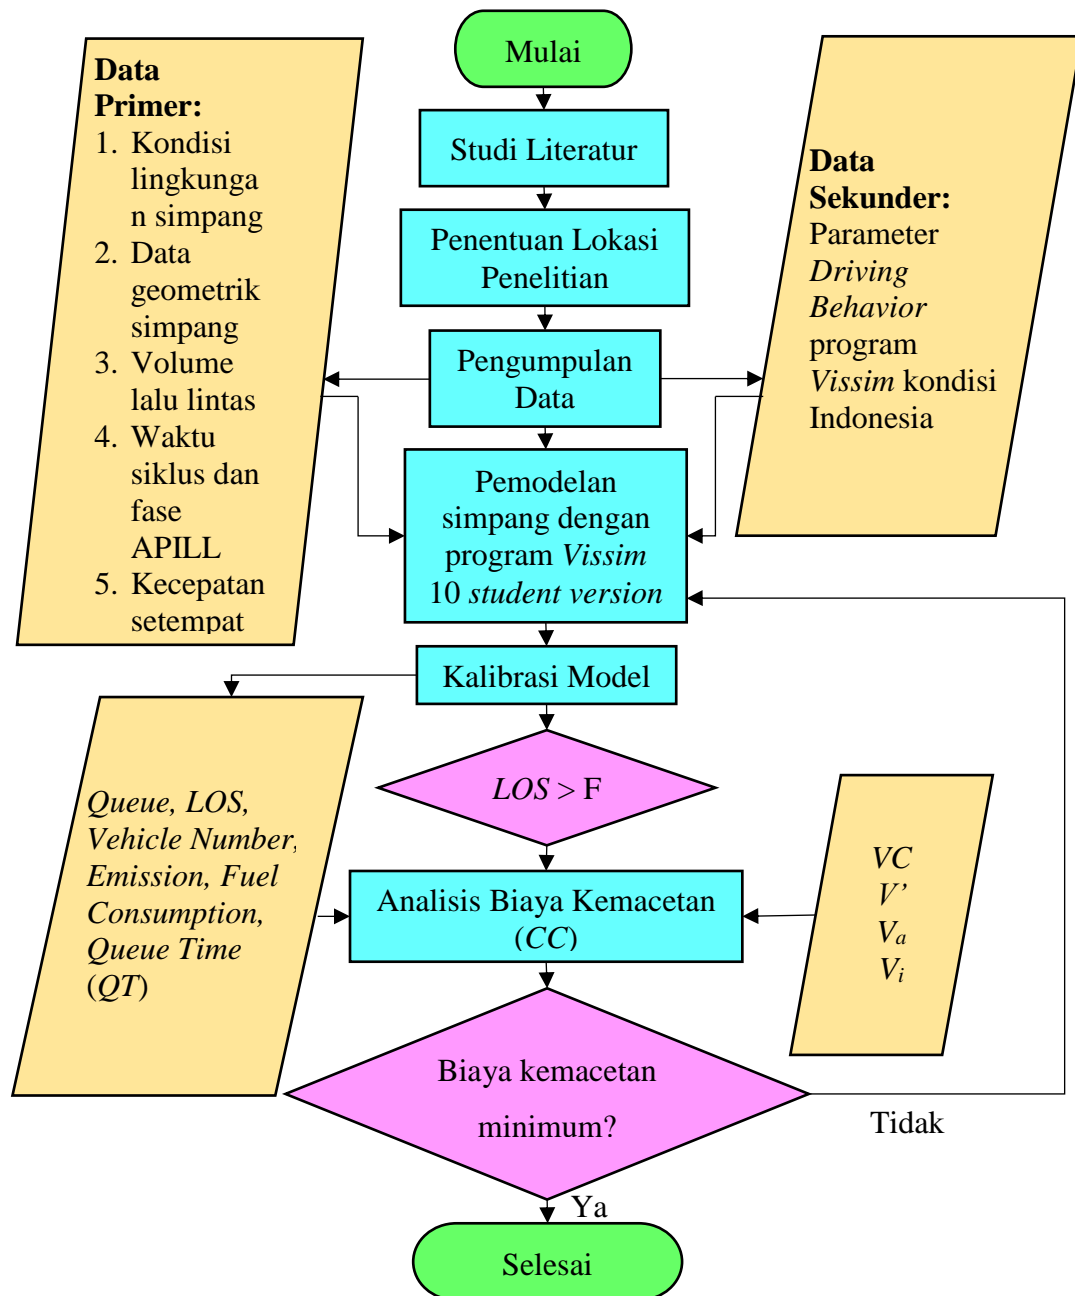 Mulai
Data
Primer:
1. Kondisi
lingkunga
n simpang
2. Data
geometrik
simpang
3. Volume
lalu lintas
4. Waktu
siklus dan
fase
APILL
5. Kecepatan
setempat
Studi Literatur
Penentuan Lokasi
Penelitian
Pengumpulan
Data
Data
Sekunder:
Parameter
Driving
Behavior
program
Vissim kondisi
Indonesia
Pemodelan
simpang dengan
program Vissim
10 student version
Kalibrasi Model
LOS > F
Queue, LOS,
Vehicle Number,
Emission, Fuel
Consumption,
Queue Time
(QT)
Analisis Biaya Kemacetan
(CC)
VC
V’
Va
Vi
Biaya kemacetan
minimum?
Tidak
Ya
Selesai